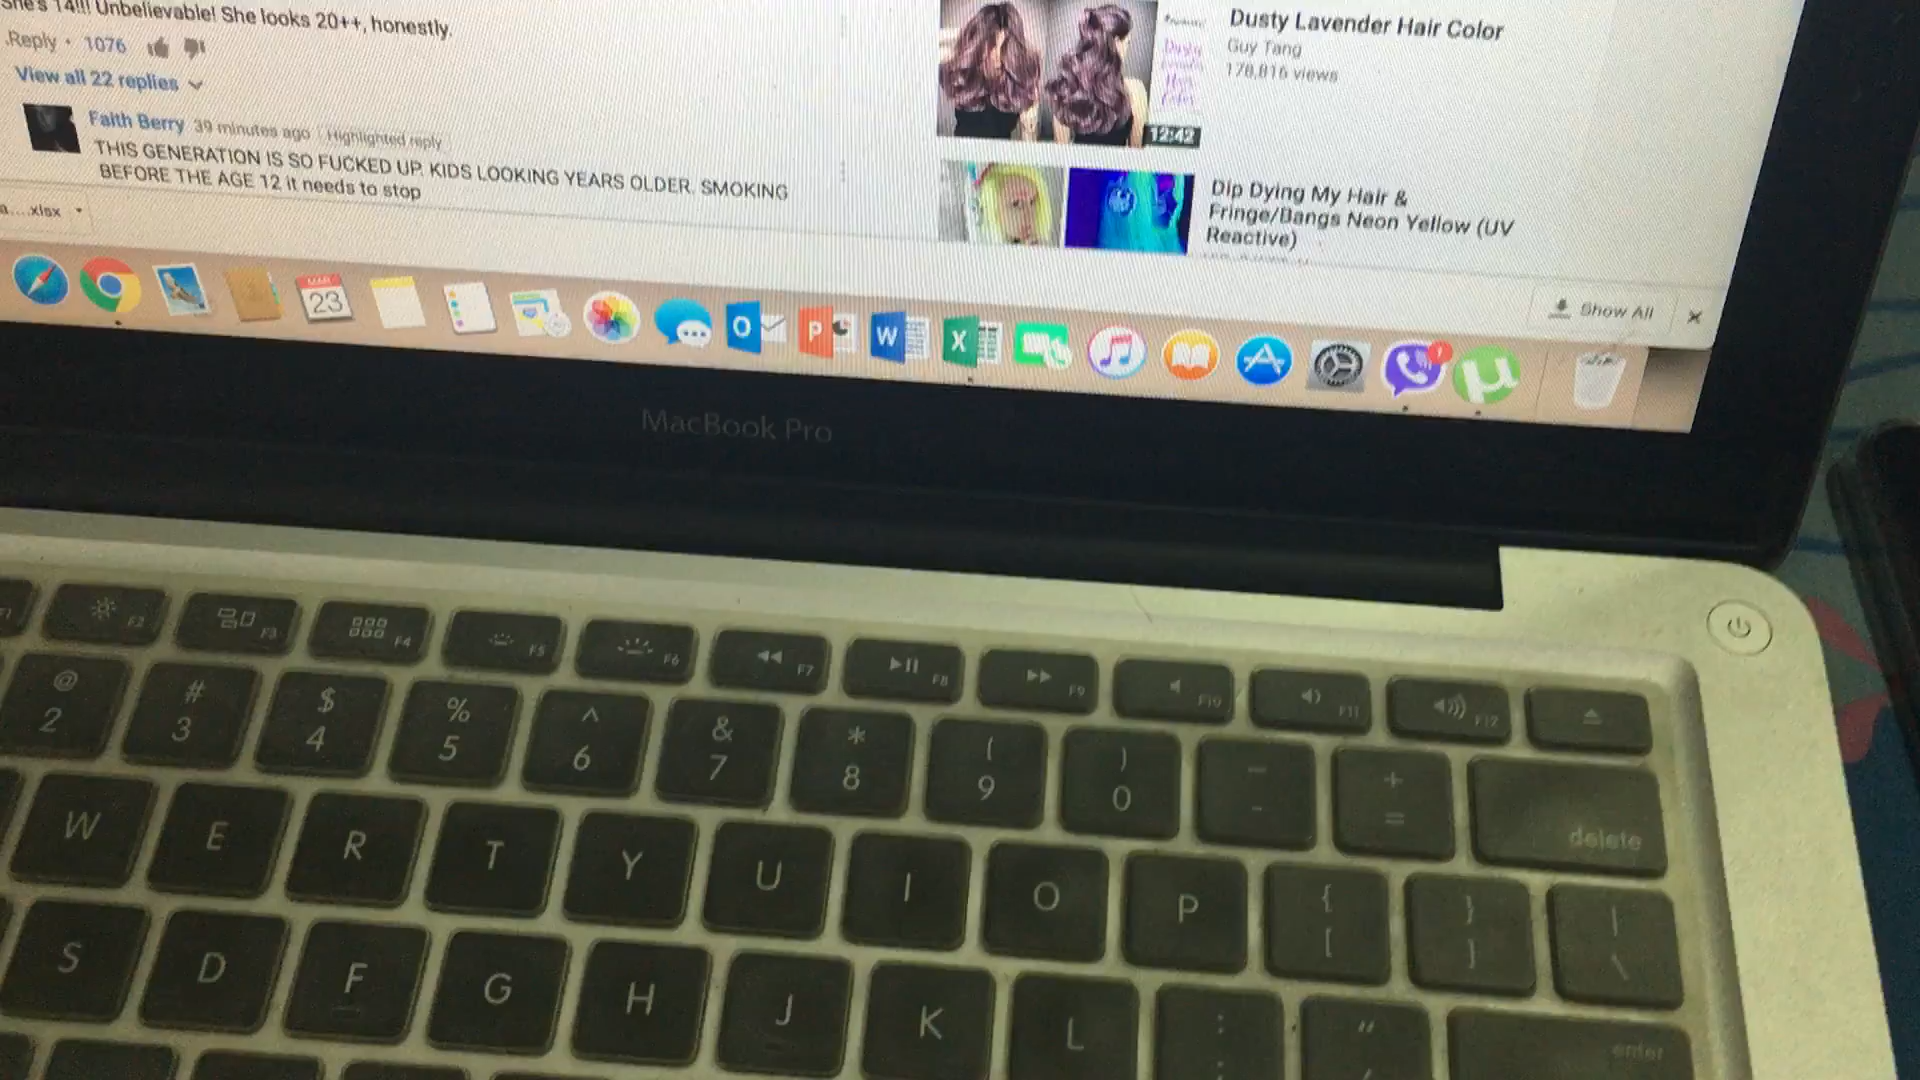 She's 14!!! Unbelievable! She looks 20++, honestly.
Reply · 1076
View all 22 replies
Faith Berry 39 minutes ago Highlighted reply
THIS GENERATION IS SO FUCKED UP. KIDS LOOKING YEARS OLDER. SMOKING
BEFORE THE AGE 12 it needs to stop
a....xlsx
Dusty Lavender Hair Color
Guy Tang
178,816 views
12:42
Dip Dying My Hair &
Fringe/Bangs Neon Yellow (UV
Reactive)
Show All
MAR
23
O
P
W
X
MacBook Pro
F1 F2 F3 F4 F5 F6 F7 F8 F9 F10 F11 F12
@ # $ % ^ & * ( ) _ +
2 3 4 5 6 7 8 9 0 - = delete
W E R T Y U I O P { } |
[ ] \
S D F G H J K L : "
; enter